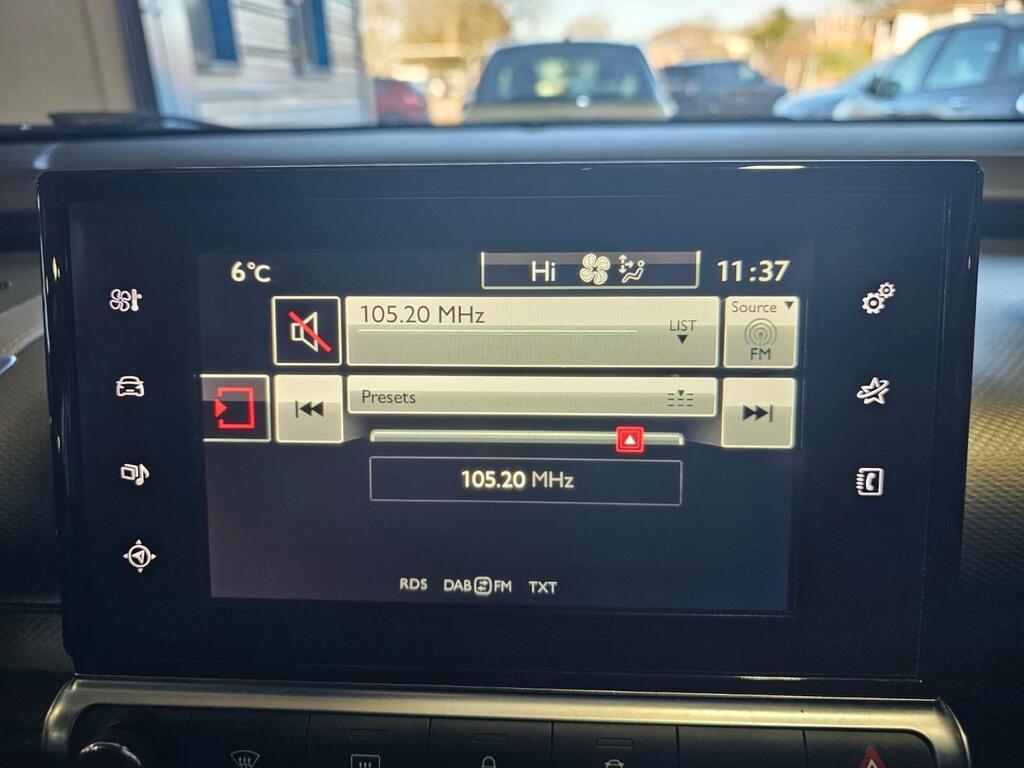 6°C Hi 11:37
105.20 MHz LIST Source FM
Presets
105.20 MHz
RDS DAB FM TXT